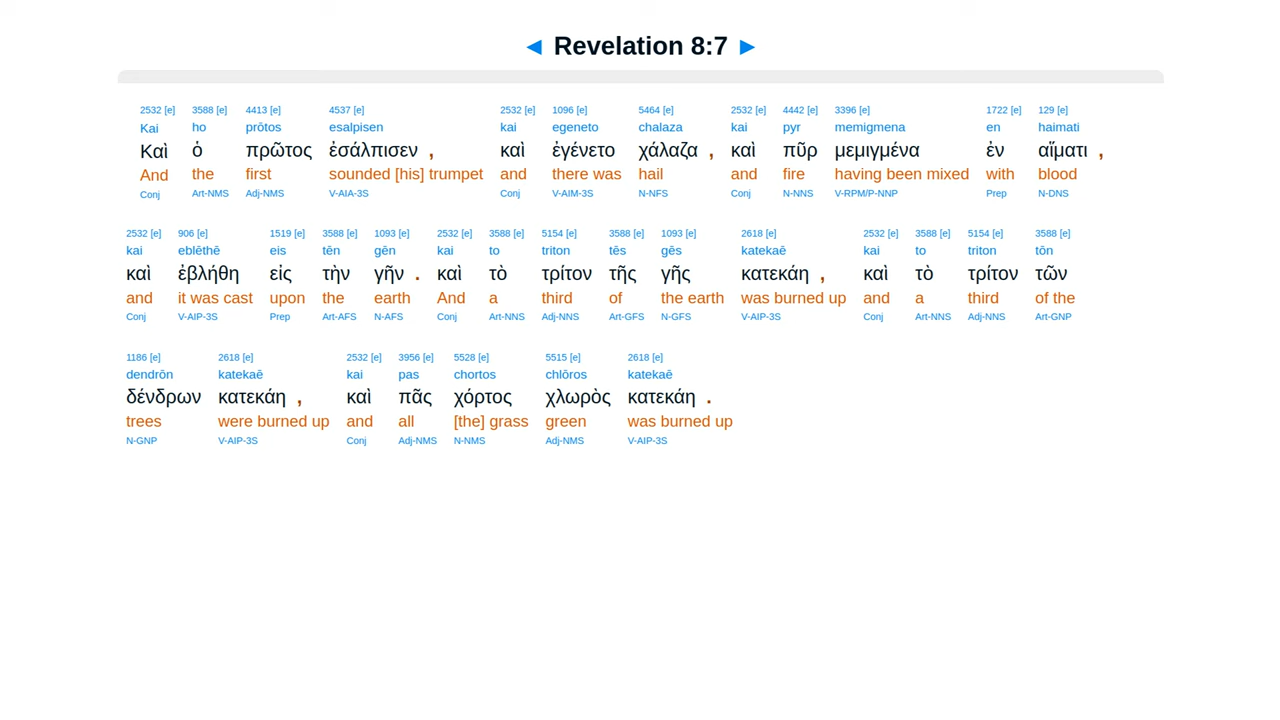 ◄ Revelation 8:7 ►
2532 [e] 3588 [e] 4413 [e] 4537 [e] 2532 [e] 1096 [e] 5464 [e] 2532 [e] 4442 [e] 3396 [e] 1722 [e] 129 [e]
Kai ho prōtos esalpisen kai egeneto chalaza kai pyr memigmena en haimati
Καὶ ὁ πρῶτος ἐσάλπισεν , καὶ ἐγένετο χάλαζα , καὶ πῦρ μεμιγμένα ἐν αἵματι ,
And the first sounded [his] trumpet and there was hail and fire having been mixed with blood
Conj Art-NMS Adj-NMS V-AIA-3S Conj V-AIM-3S N-NFS Conj N-NNS V-RPM/P-NNP Prep N-DNS
2532 [e] 906 [e] 1519 [e] 3588 [e] 1093 [e] 2532 [e] 3588 [e] 5154 [e] 3588 [e] 1093 [e] 2618 [e] 2532 [e] 3588 [e] 5154 [e] 3588 [e]
kai eblēthē eis tēn gēn kai to triton tēs gēs katekaē kai to triton tōn
καὶ ἐβλήθη εἰς τὴν γῆν . καὶ τὸ τρίτον τῆς γῆς κατεκάη , καὶ τὸ τρίτον τῶν
and it was cast upon the earth And a third of the earth was burned up and a third of the
Conj V-AIP-3S Prep Art-AFS N-AFS Conj Art-NNS Adj-NNS Art-GFS N-GFS V-AIP-3S Conj Art-NNS Adj-NNS Art-GNP
1186 [e] 2618 [e] 2532 [e] 3956 [e] 5528 [e] 5515 [e] 2618 [e]
dendrōn katekaē kai pas chortos chlōros katekaē
δένδρων κατεκάη , καὶ πᾶς χόρτος χλωρὸς κατεκάη .
trees were burned up and all [the] grass green was burned up
N-GNP V-AIP-3S Conj Adj-NMS N-NMS Adj-NMS V-AIP-3S